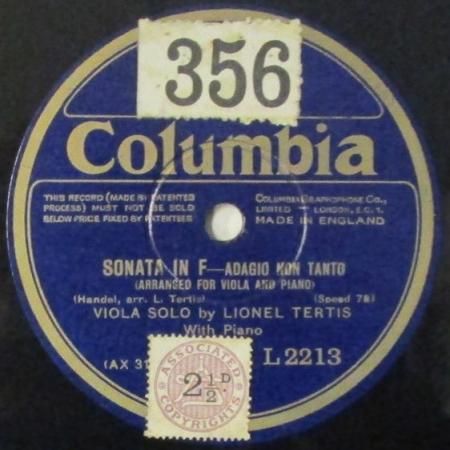 356
Columbia
THIS RECORD (MADE BY PATENTED
PROCESS) MUST NOT BE SOLD
BELOW PRICE FIXED BY PATENTEES
COLUMBIA GRAPHOPHONE CO.,
LIMITED LONDON, E.C.1.
MADE IN ENGLAND
SONATA IN F—ADAGIO NON TANTO
(ARRANGED FOR VIOLA AND PIANO)
(Handel, arr. L. Tertis) (Speed 78)
VIOLA SOLO by LIONEL TERTIS
With Piano
(AX 31 L 2213
ASSOCIATED
2½D.
COPYRIGHTS